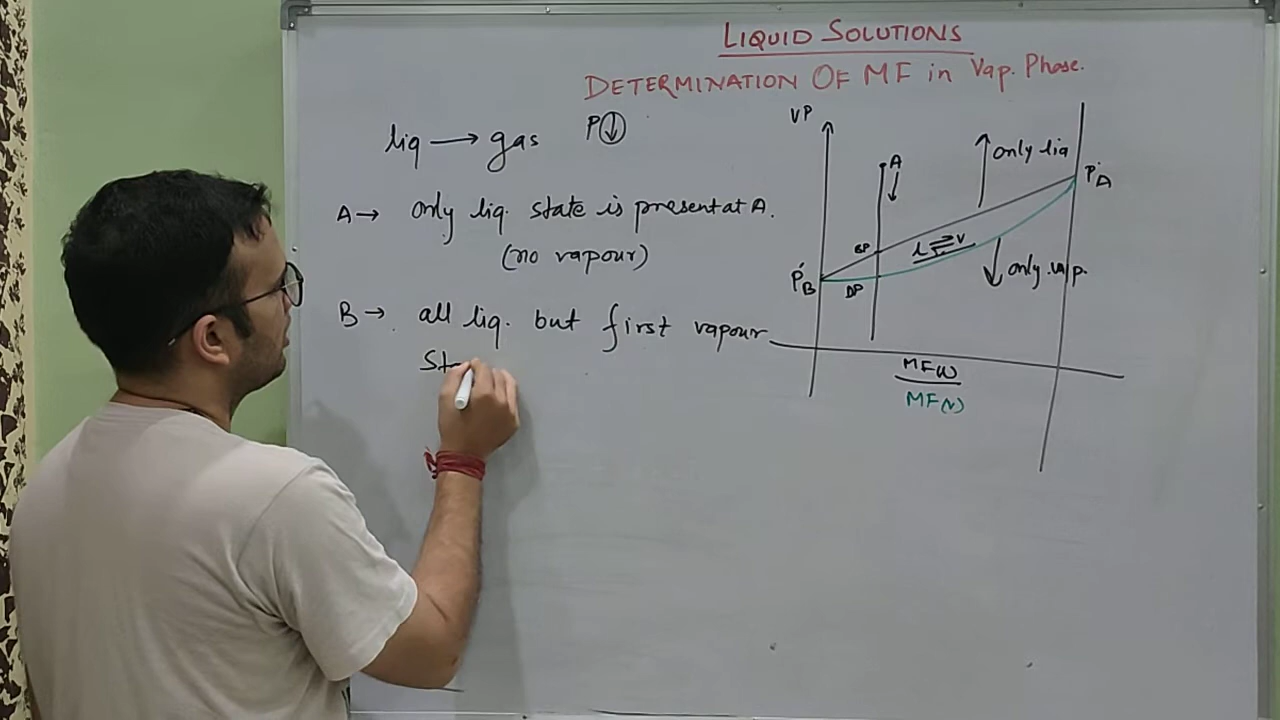 LIQUID SOLUTIONS
DETERMINATION OF MF in Vap. Phase.
liq → gas P↓
A → only liq. state is present at A.
(no vapour)
B → all liq. but first vapour
St
VP
A
only liq
P°A
BP
L ⇌ V
P°B
DP
only vap.
MF(l)
MF(v)